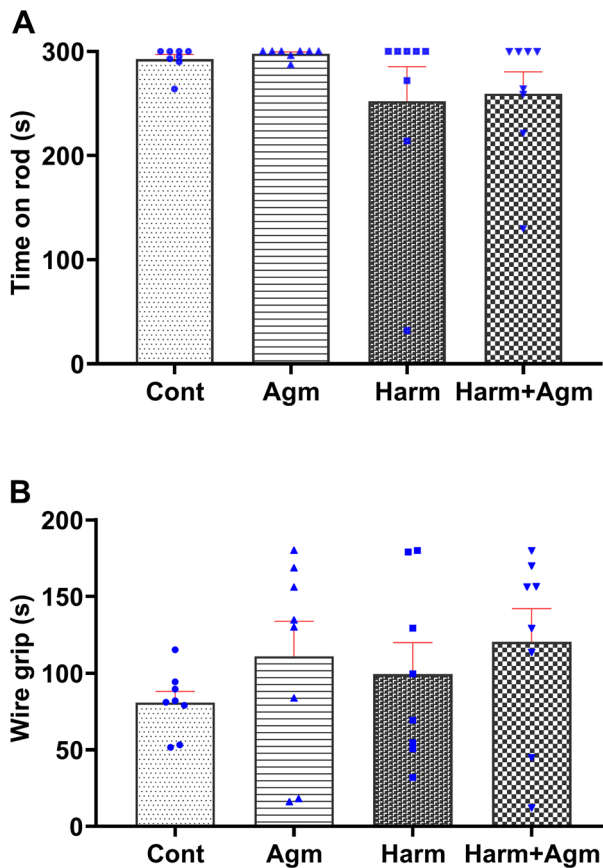 A
Time on rod (s)
300
200
100
0
Cont Agm Harm Harm+Agm
B
Wire grip (s)
200
150
100
50
0
Cont Agm Harm Harm+Agm